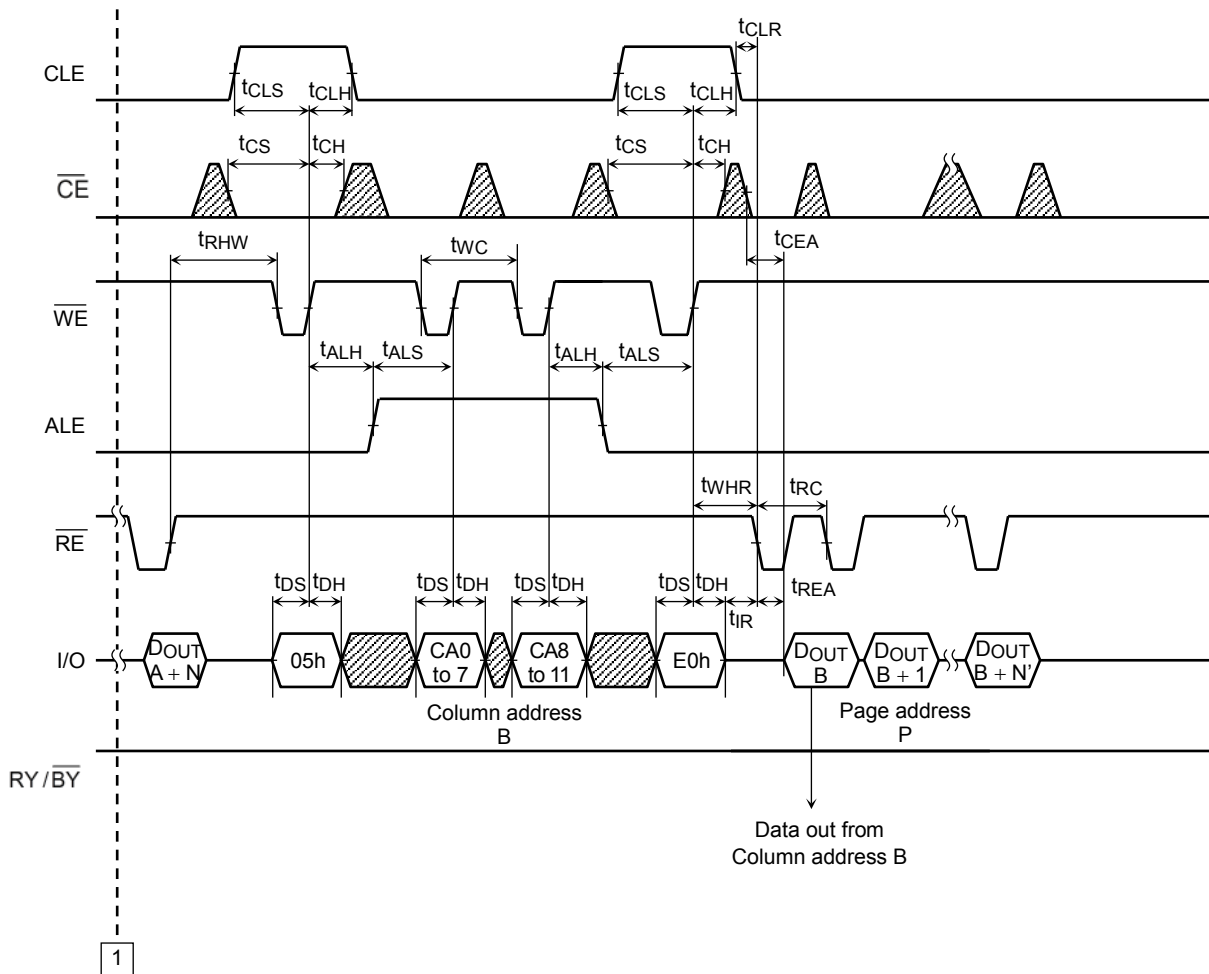 tCLR
CLE
tCLS tCLH tCLS tCLH
tCS tCH tCS tCH
CE
tRHW tWC tCEA
WE
tALH tALS tALH tALS
ALE
tWHR tRC
RE
tDS tDH tDS tDH tDS tDH tDS tDH tREA
tIR
I/O
DOUT
A + N
05h
CA0
to 7
CA8
to 11
E0h
DOUT
B
DOUT
B + 1
DOUT
B + N’
Column address
B
Page address
P
RY/BY
Data out from
Column address B
1